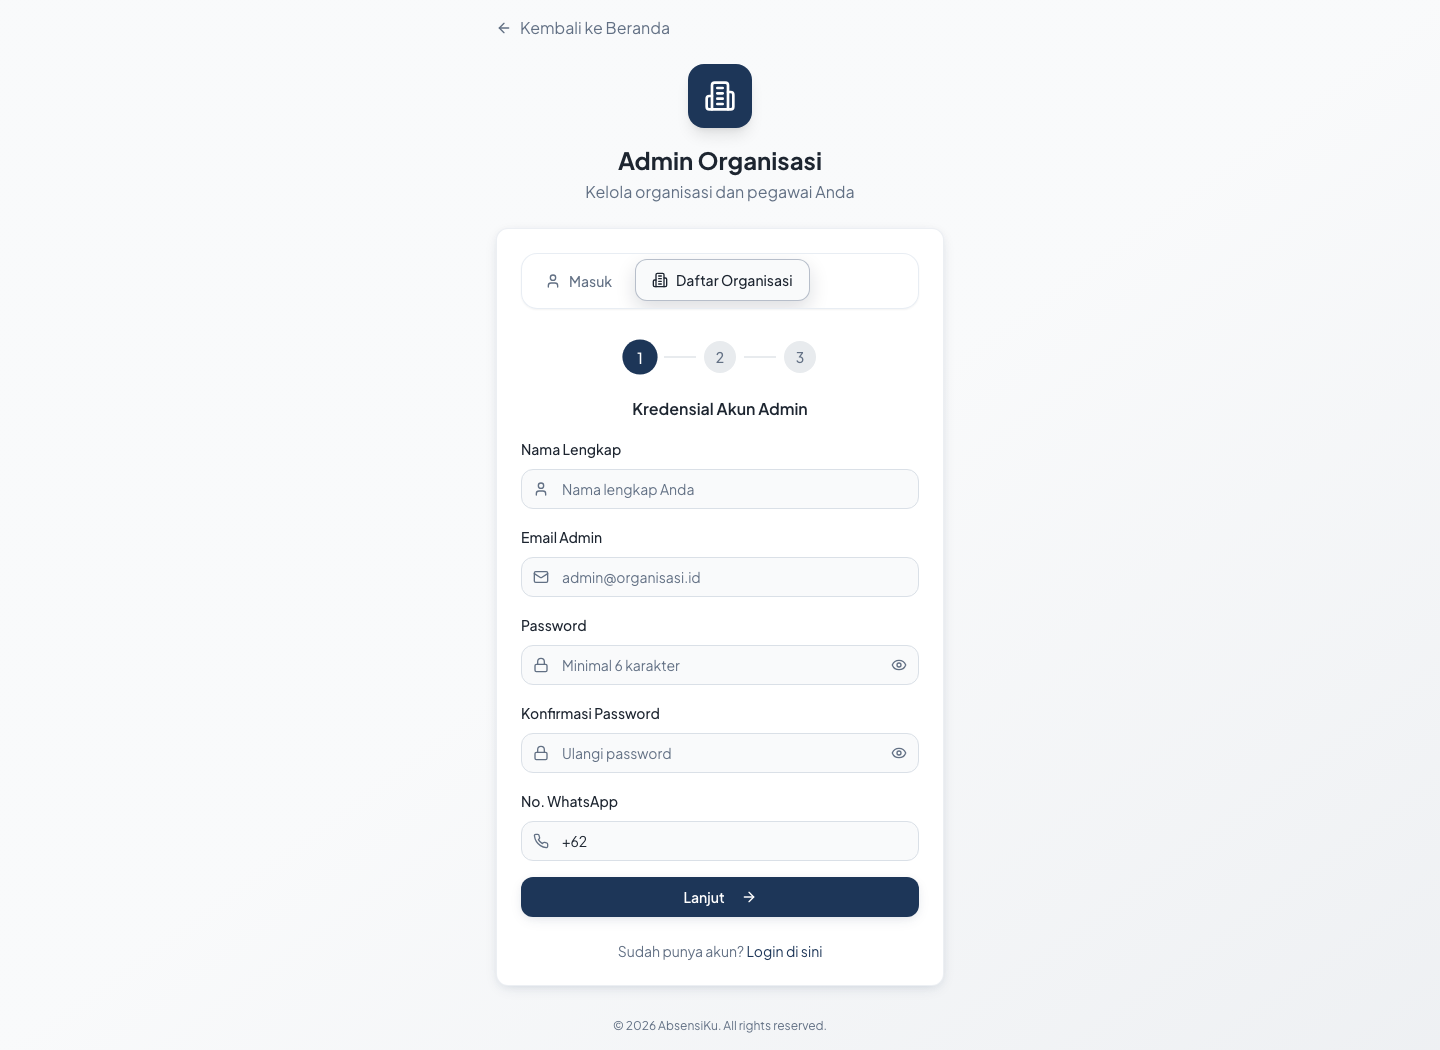 Kembali ke Beranda
Admin Organisasi
Kelola organisasi dan pegawai Anda
Masuk
Daftar Organisasi
1
2
3
Kredensial Akun Admin
Nama Lengkap
Nama lengkap Anda
Email Admin
admin@organisasi.id
Password
Minimal 6 karakter
Konfirmasi Password
Ulangi password
No. WhatsApp
+62
Lanjut
Sudah punya akun? Login di sini
© 2026 AbsensiKu. All rights reserved.